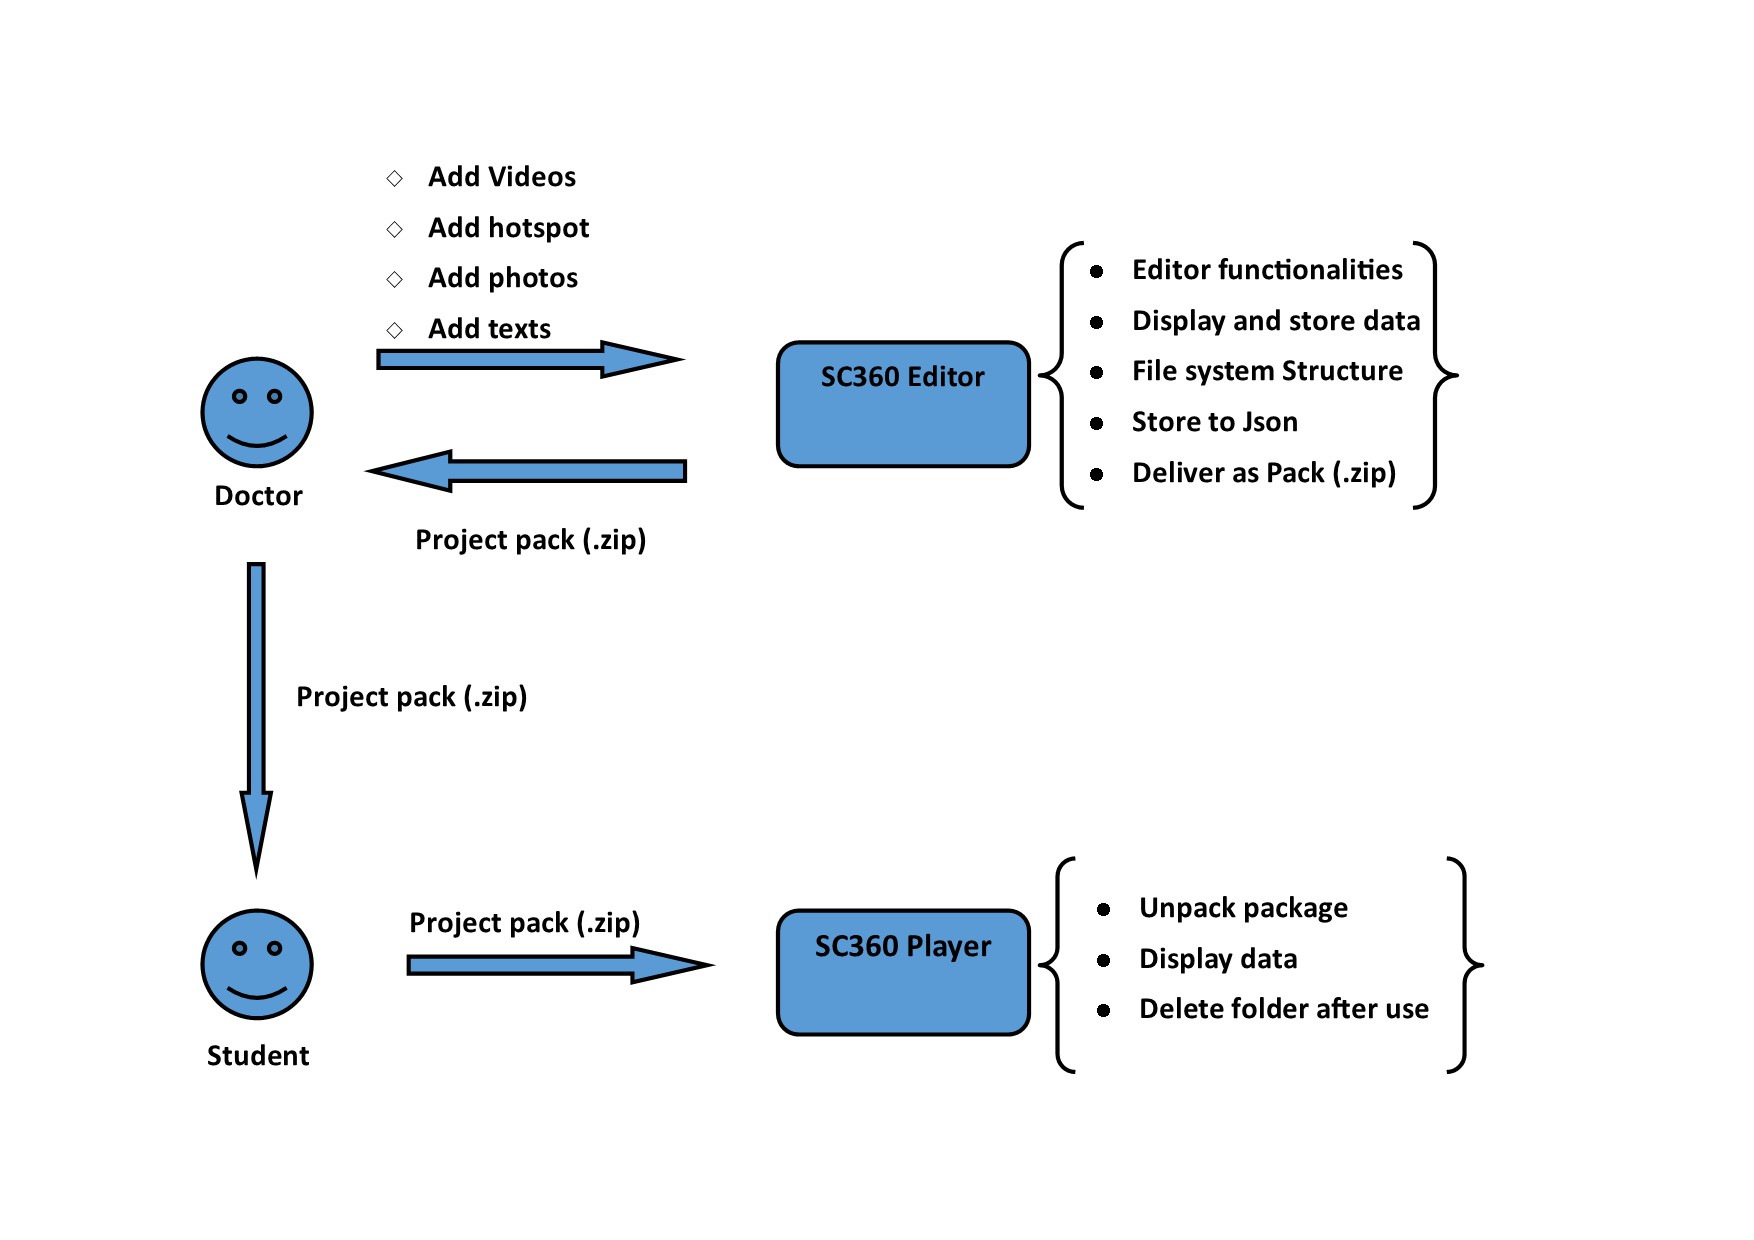 Add Videos
Add hotspot
Add photos
Add texts
SC360 Editor
Editor functionalities
Display and store data
File system Structure
Store to Json
Deliver as Pack (.zip)
Doctor
Project pack (.zip)
Project pack (.zip)
Student
Project pack (.zip)
SC360 Player
Unpack package
Display data
Delete folder after use